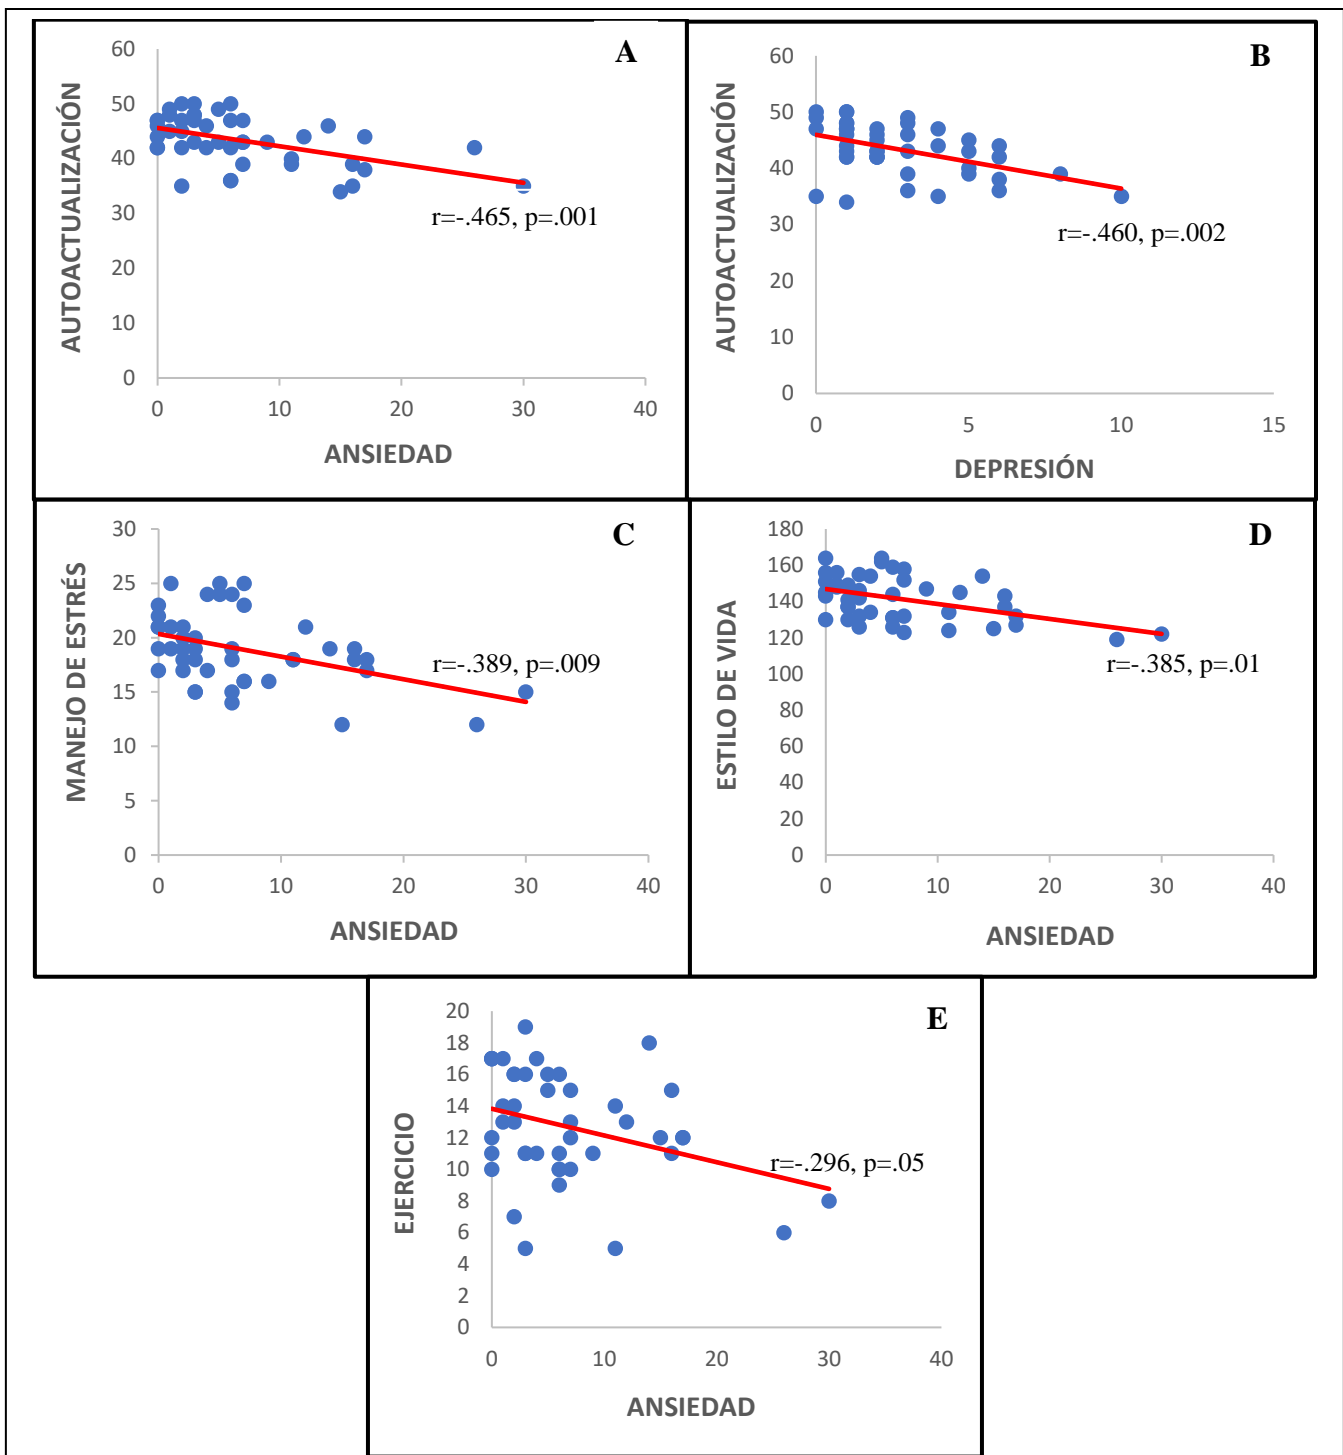 A
AUTOACTUALIZACIÓN
60
50
40
30
20
10
0
r=-.465, p=.001
0 10 20 30 40
ANSIEDAD
B
AUTOACTUALIZACIÓN
60
50
40
30
20
10
0
r=-.460, p=.002
0 5 10 15
DEPRESIÓN
C
MANEJO DE ESTRÉS
30
25
20
15
10
5
0
r=-.389, p=.009
0 10 20 30 40
ANSIEDAD
D
ESTILO DE VIDA
180
160
140
120
100
80
60
40
20
0
r=-.385, p=.01
0 10 20 30 40
ANSIEDAD
E
EJERCICIO
20
18
16
14
12
10
8
6
4
2
0
r=-.296, p=.05
0 10 20 30 40
ANSIEDAD